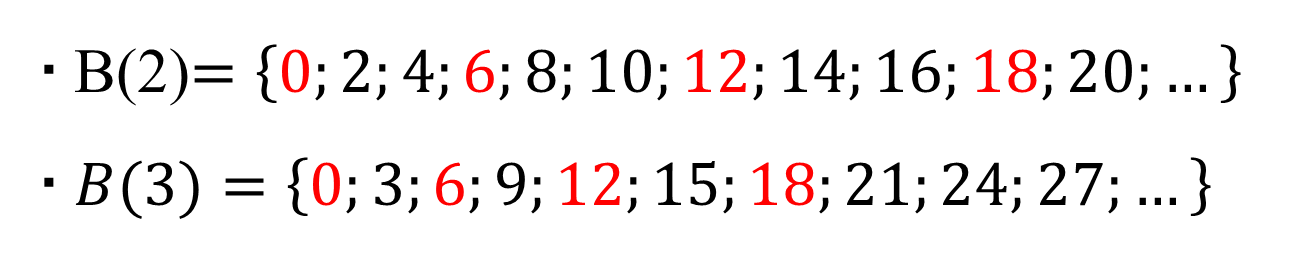 ▪ B(2)= {0; 2; 4; 6; 8; 10; 12; 14; 16; 18; 20; … }
▪ B(3) = {0; 3; 6; 9; 12; 15; 18; 21; 24; 27; … }